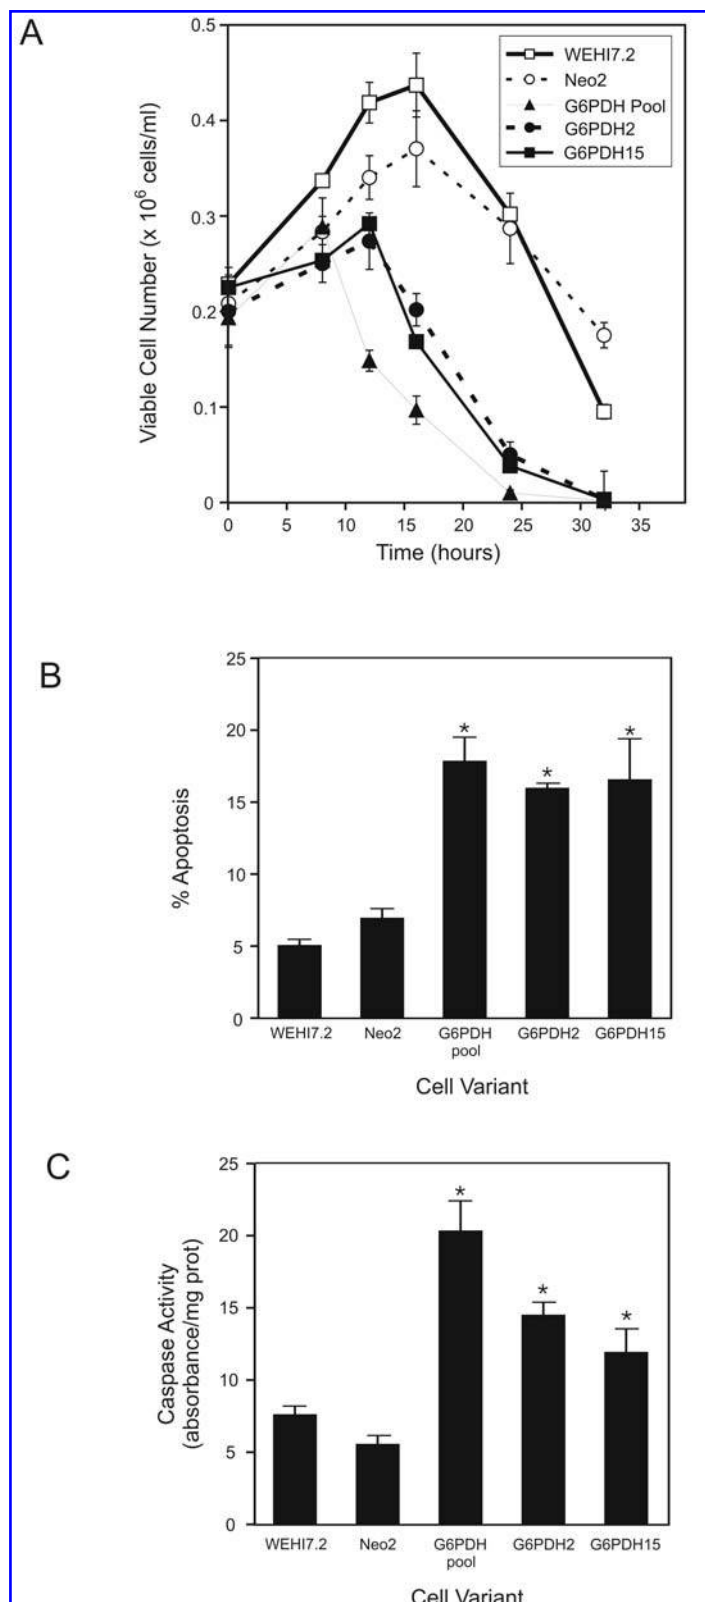 A
0.5
0.4
0.3
0.2
0.1
0
Viable Cell Number (x 10⁶ cells/ml)
WEHI7.2
Neo2
G6PDH Pool
G6PDH2
G6PDH15
0 5 10 15 20 25 30 35
Time (hours)
B
25
20
15
10
5
0
% Apoptosis
* * *
WEHI7.2 Neo2 G6PDH G6PDH2 G6PDH15
pool
Cell Variant
C
25
20
15
10
5
0
Caspase Activity
(absorbance/mg prot)
* * *
WEHI7.2 Neo2 G6PDH G6PDH2 G6PDH15
pool
Cell Variant